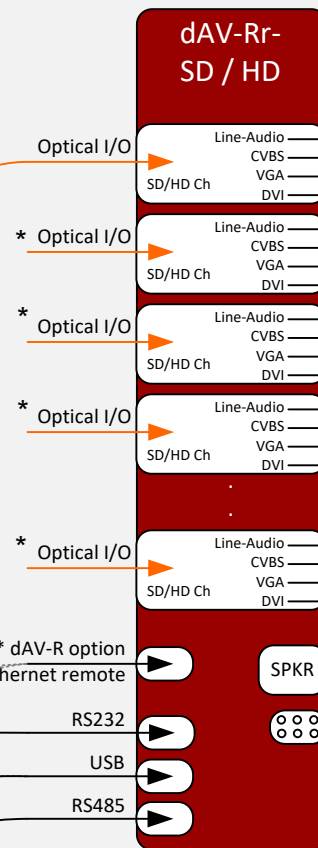 dAV-Rr-
SD / HD
Optical I/O
Line-Audio
CVBS
VGA
DVI
SD/HD Ch
* Optical I/O
Line-Audio
CVBS
VGA
DVI
SD/HD Ch
* Optical I/O
Line-Audio
CVBS
VGA
DVI
SD/HD Ch
* Optical I/O
Line-Audio
CVBS
VGA
DVI
SD/HD Ch
.
.
* Optical I/O
Line-Audio
CVBS
VGA
DVI
SD/HD Ch
* dAV-R option
hernet remote
SPKR
RS232
USB
RS485